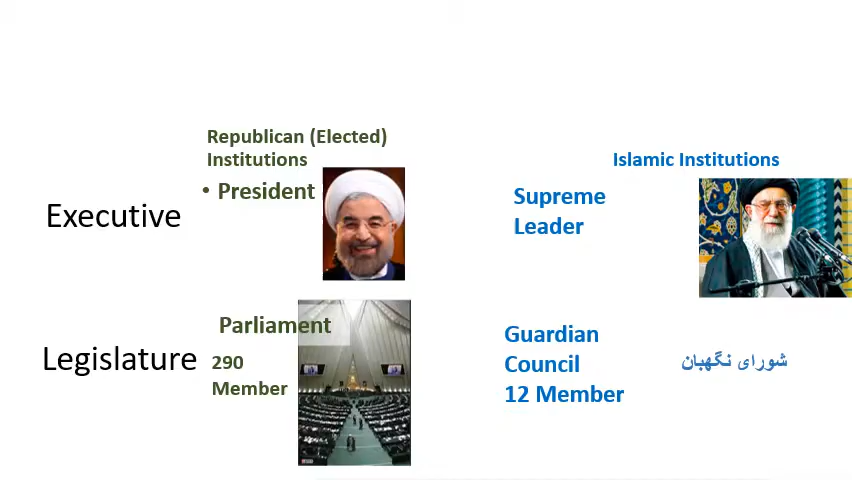 Republican (Elected)
Institutions
Islamic Institutions
Executive
• President
Supreme
Leader
Legislature
Parliament
290
Member
Guardian
Council
12 Member
شورای نگهبان